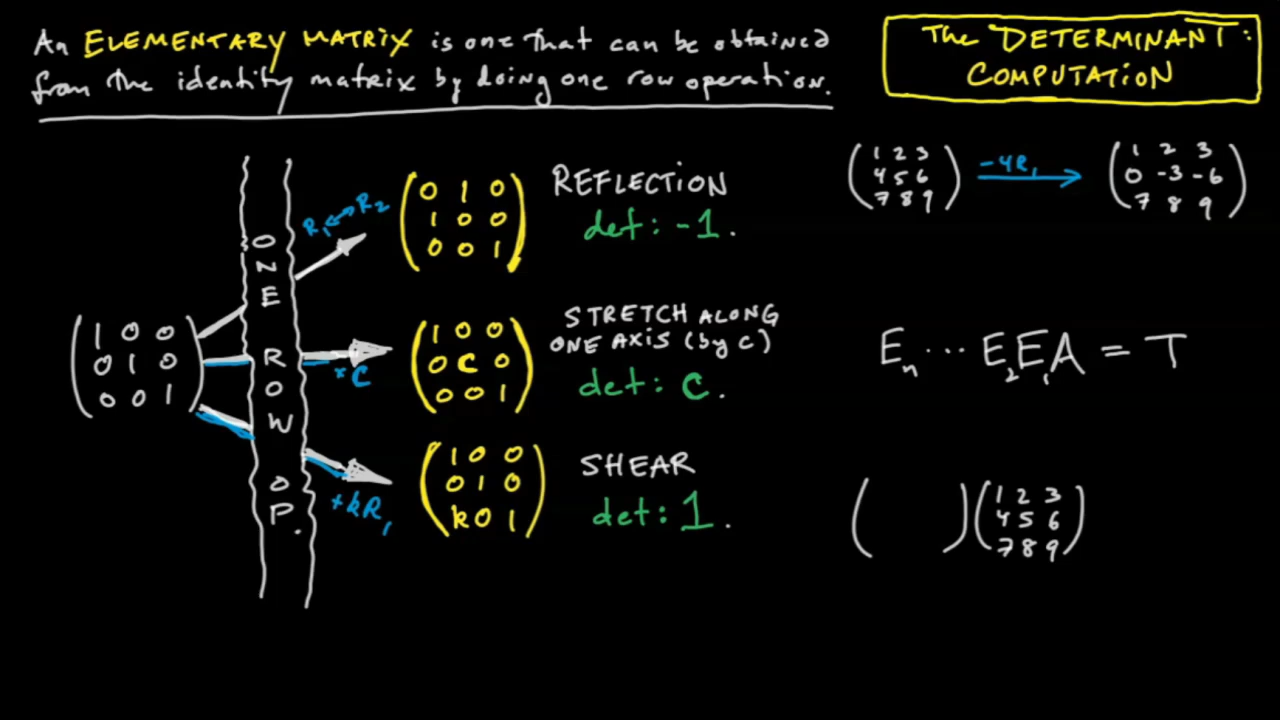 An ELEMENTARY MATRIX is one that can be obtained
from the identity matrix by doing one row operation.
The DETERMINANT:
COMPUTATION
1 0 0
0 1 0
0 0 1
ONE ROW OP.
R₁ ↔ R₂
0 1 0
1 0 0
0 0 1
REFLECTION
det: -1.
×C
1 0 0
0 C 0
0 0 1
STRETCH ALONG
ONE AXIS (by C)
det: C.
+kR₁
1 0 0
0 1 0
k 0 1
SHEAR
det: 1.
1 2 3
4 5 6
7 8 9
-4R₁
1 2 3
0 -3 -6
7 8 9
Eₙ ... E₂E₁A = T
( ) 1 2 3
4 5 6
7 8 9